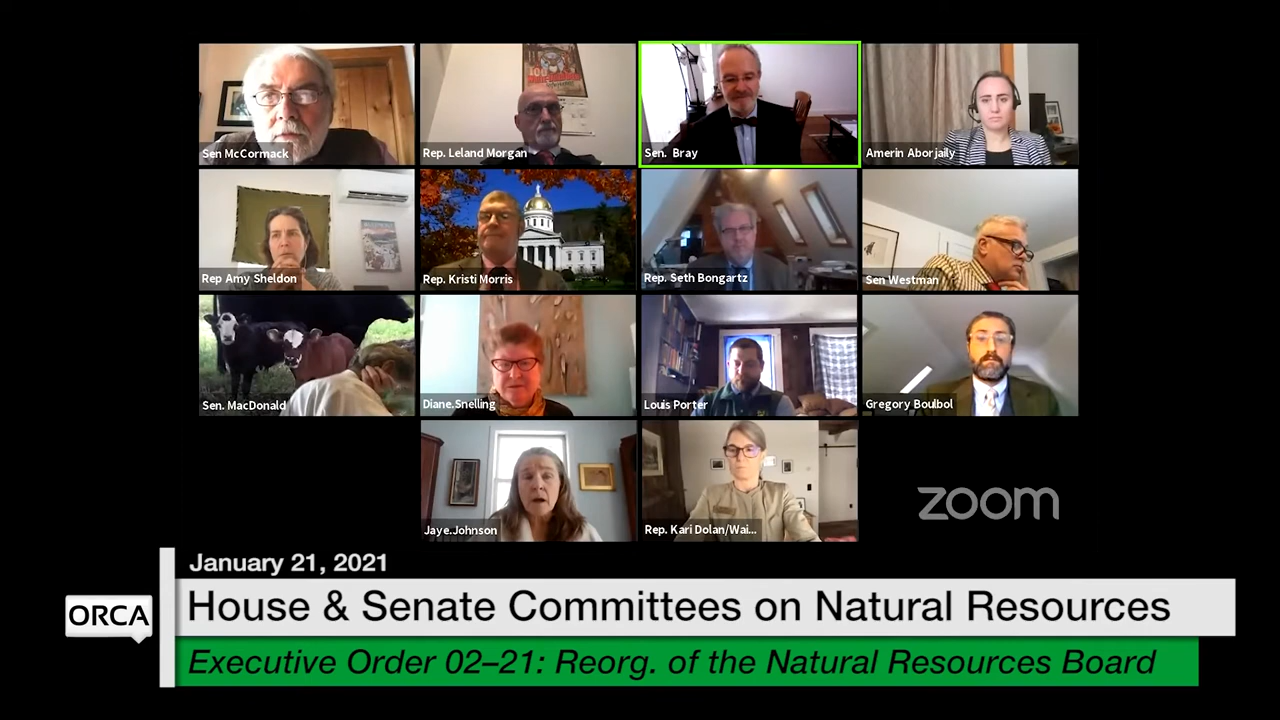 Sen McCormack
Rep. Leland Morgan
Sen. Bray
Amerin Aborjaily
Rep Amy Sheldon
Rep. Kristi Morris
Rep. Seth Bongartz
Sen Westman
Sen. MacDonald
Diane.Snelling
Louis Porter
Gregory Boulbol
Jaye.Johnson
Rep. Kari Dolan/Wai...
zoom
January 21, 2021
ORCA
House & Senate Committees on Natural Resources
Executive Order 02–21: Reorg. of the Natural Resources Board